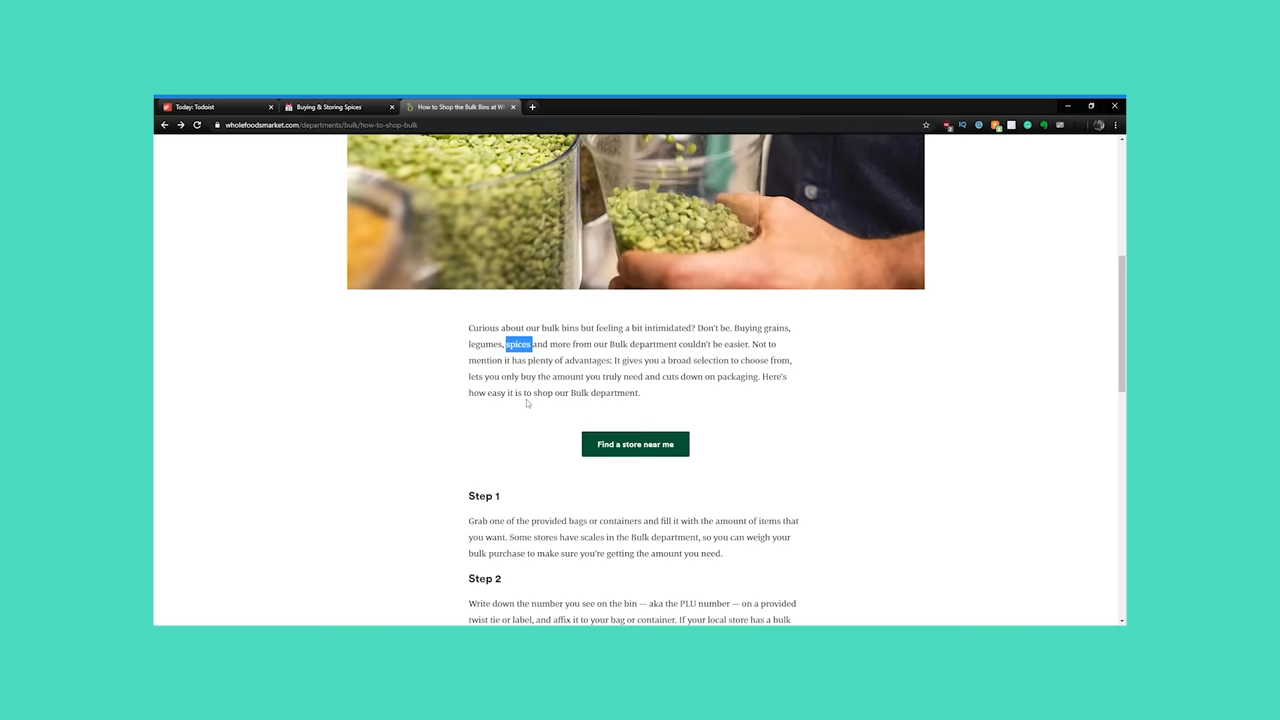 Today: Todoist
Buying & Storing Spices
How to Shop the Bulk Bins at W
wholefoodsmarket.com/departments/bulk/how-to-shop-bulk
Curious about our bulk bins but feeling a bit intimidated? Don't be. Buying grains,
legumes, spices and more from our Bulk department couldn't be easier. Not to
mention it has plenty of advantages: It gives you a broad selection to choose from,
lets you only buy the amount you truly need and cuts down on packaging. Here's
how easy it is to shop our Bulk department.
Find a store near me
Step 1
Grab one of the provided bags or containers and fill it with the amount of items that
you want. Some stores have scales in the Bulk department, so you can weigh your
bulk purchase to make sure you're getting the amount you need.
Step 2
Write down the number you see on the bin — aka the PLU number — on a provided
twist tie or label, and affix it to your bag or container. If your local store has a bulk